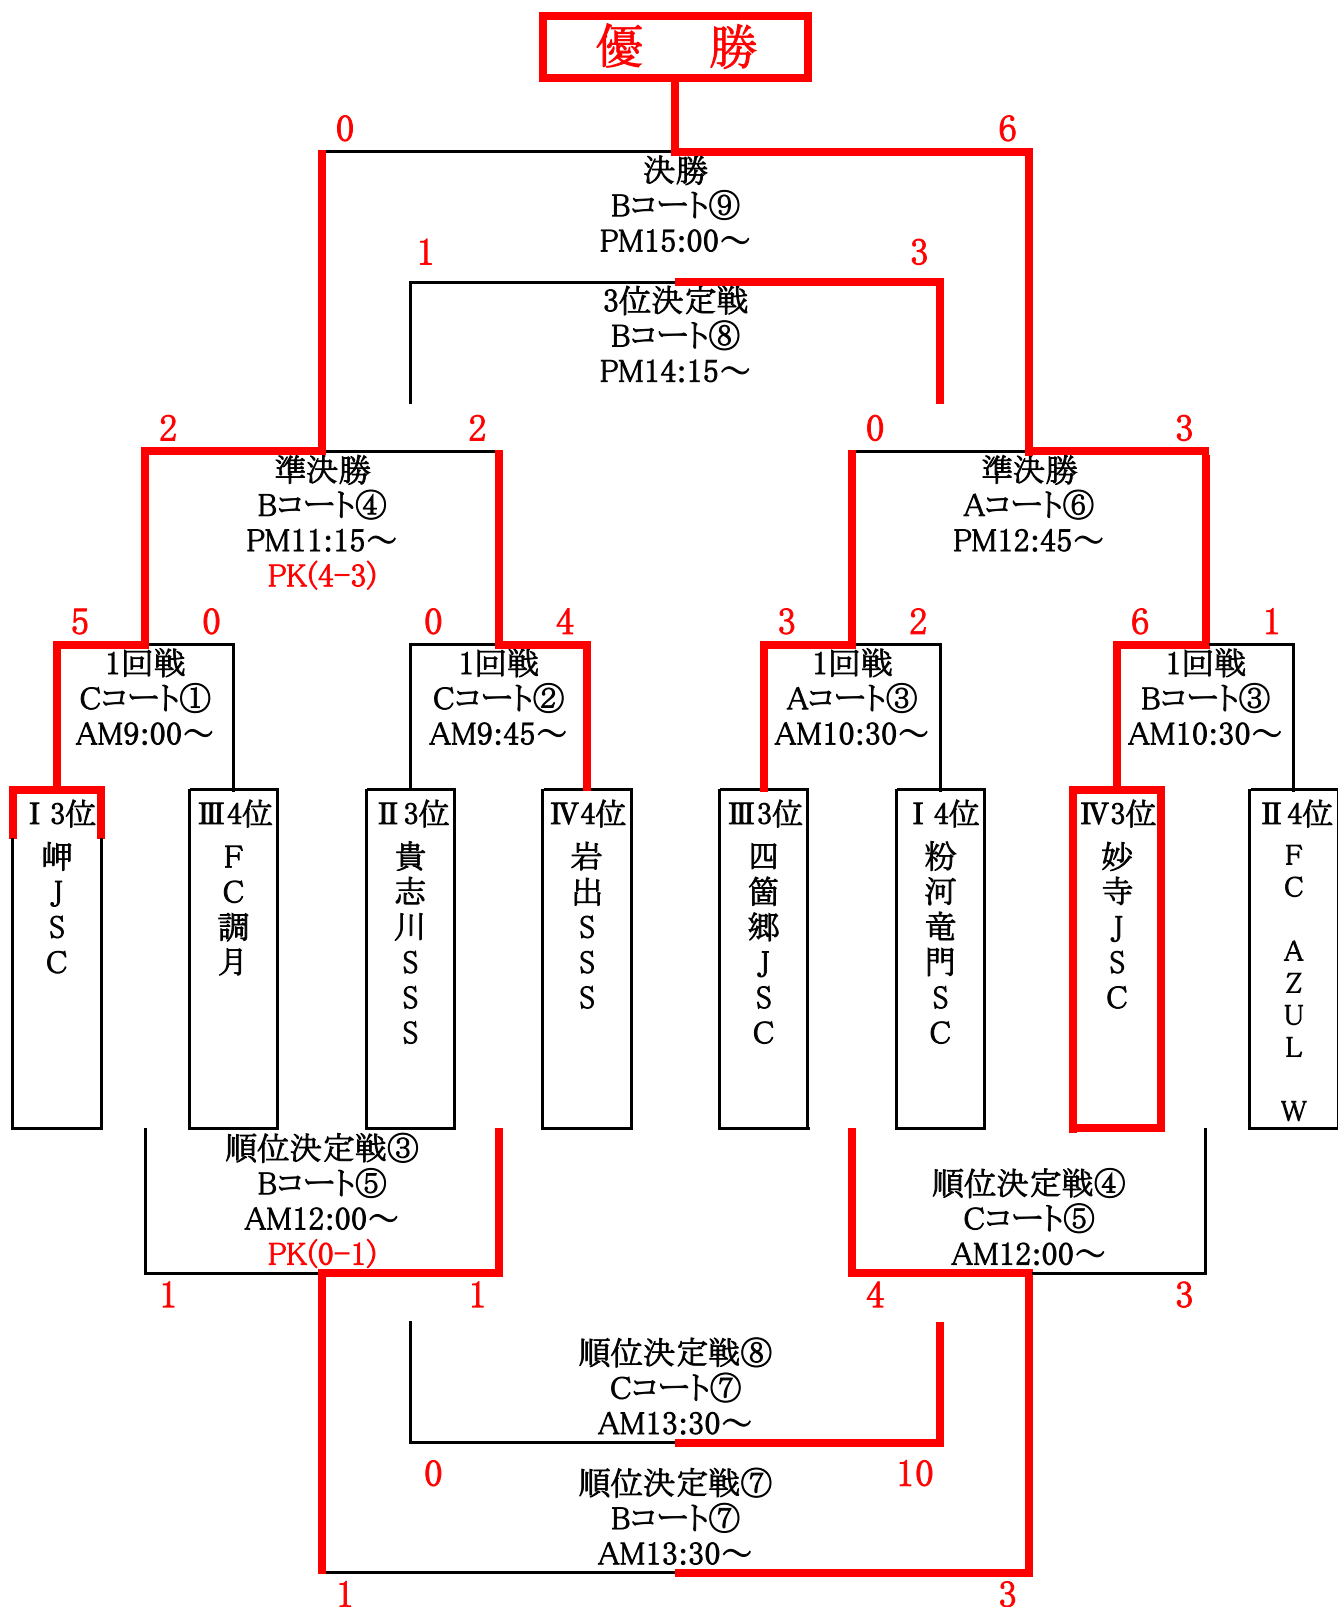 優　勝
0　6
決勝
Bコート⑨
PM15:00～
1　3
3位決定戦
Bコート⑧
PM14:15～
2　2　0　3
準決勝　準決勝
Bコート④　Aコート⑥
PM11:15～　PM12:45～
PK(4-3)
5　0　0　4　3　2　6　1
1回戦　1回戦　1回戦　1回戦
Cコート①　Cコート②　Aコート③　Bコート③
AM9:00～　AM9:45～　AM10:30～　AM10:30～
Ⅰ3位　Ⅲ4位　Ⅱ3位　Ⅳ4位　Ⅲ3位　Ⅰ4位　Ⅳ3位　Ⅱ4位
岬JSC
FC調月
貴志川SSS
岩出SSS
四箇郷JSC
粉河竜門SC
妙寺JSC
FC AZUL W
順位決定戦③
Bコート⑤
AM12:00～
PK(0-1)
順位決定戦④
Cコート⑤
AM12:00～
1　1　4　3
順位決定戦⑧
Cコート⑦
AM13:30～
0　10
順位決定戦⑦
Bコート⑦
AM13:30～
1　3